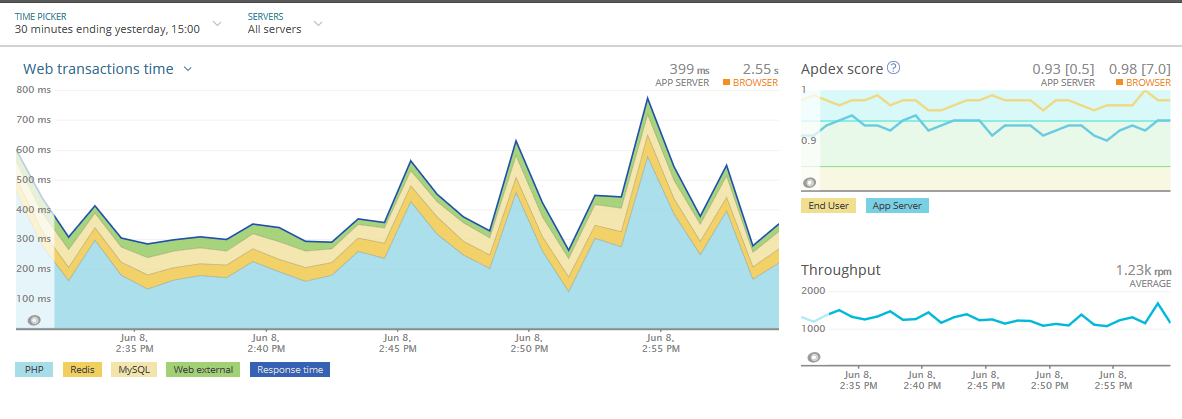 TIME PICKER
30 minutes ending yesterday, 15:00
SERVERS
All servers
Web transactions time
399 ms
APP SERVER
2.55 s
BROWSER
800 ms
700 ms
600 ms
500 ms
400 ms
300 ms
200 ms
100 ms
Jun 8,
2:35 PM
Jun 8,
2:40 PM
Jun 8,
2:45 PM
Jun 8,
2:50 PM
Jun 8,
2:55 PM
PHP
Redis
MySQL
Web external
Response time
Apdex score ?
0.93 [0.5]
APP SERVER
0.98 [7.0]
BROWSER
1
0.9
End User
App Server
Throughput
1.23k rpm
AVERAGE
2000
1000
Jun 8,
2:35 PM
Jun 8,
2:40 PM
Jun 8,
2:45 PM
Jun 8,
2:50 PM
Jun 8,
2:55 PM